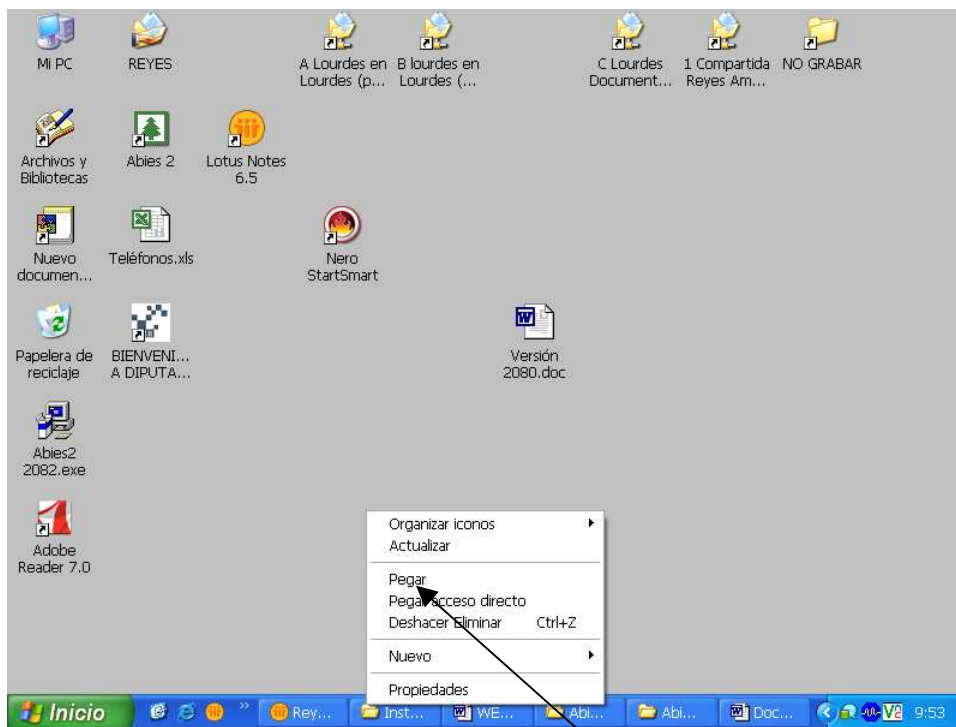 Mi PC
REYES
A Lourdes en
Lourdes (p...
B lourdes en
Lourdes (...
C Lourdes
Document...
1 Compartida
Reyes Am...
NO GRABAR
Archivos y
Bibliotecas
Abies 2
Lotus Notes
6.5
Nuevo
documen...
Teléfonos.xls
Nero
StartSmart
Papelera de
reciclaje
BIENVENI...
A DIPUTA...
Versión
2080.doc
Abies2
2082.exe
Adobe
Reader 7.0
Organizar iconos
Actualizar
Pegar
Pegar acceso directo
Deshacer Eliminar Ctrl+Z
Nuevo
Propiedades
Inicio
Rey...
Inst...
WE...
Abi...
Abi...
Doc...
9:53